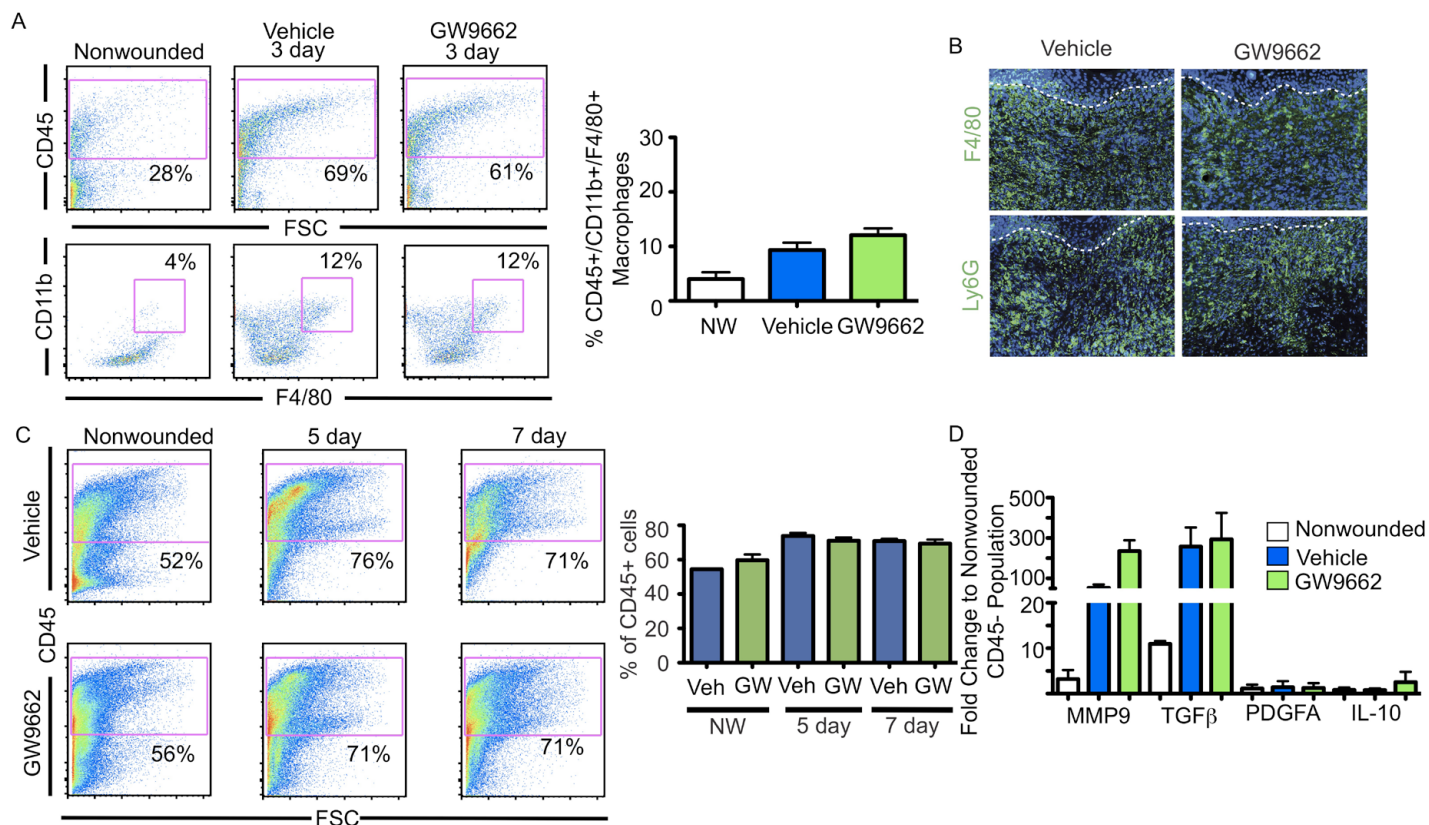 A
Nonwounded
Vehicle
3 day
GW9662
3 day
CD45
28%
69%
61%
FSC
CD11b
4%
12%
12%
F4/80
% CD45+/CD11b+/F4/80+
Macrophages
30
20
10
0
NW
Vehicle
GW9662
B
Vehicle
GW9662
F4/80
Ly6G
C
Nonwounded
5 day
7 day
Vehicle
52%
76%
71%
CD45
GW9662
56%
71%
71%
FSC
% of CD45+ cells
80
60
40
20
0
Veh
GW
Veh
GW
Veh
GW
NW
5 day
7 day
D
Fold Change to Nonwounded
CD45- Population
500
300
100
20
10
MMP9
TGFβ
PDGFA
IL-10
Nonwounded
Vehicle
GW9662